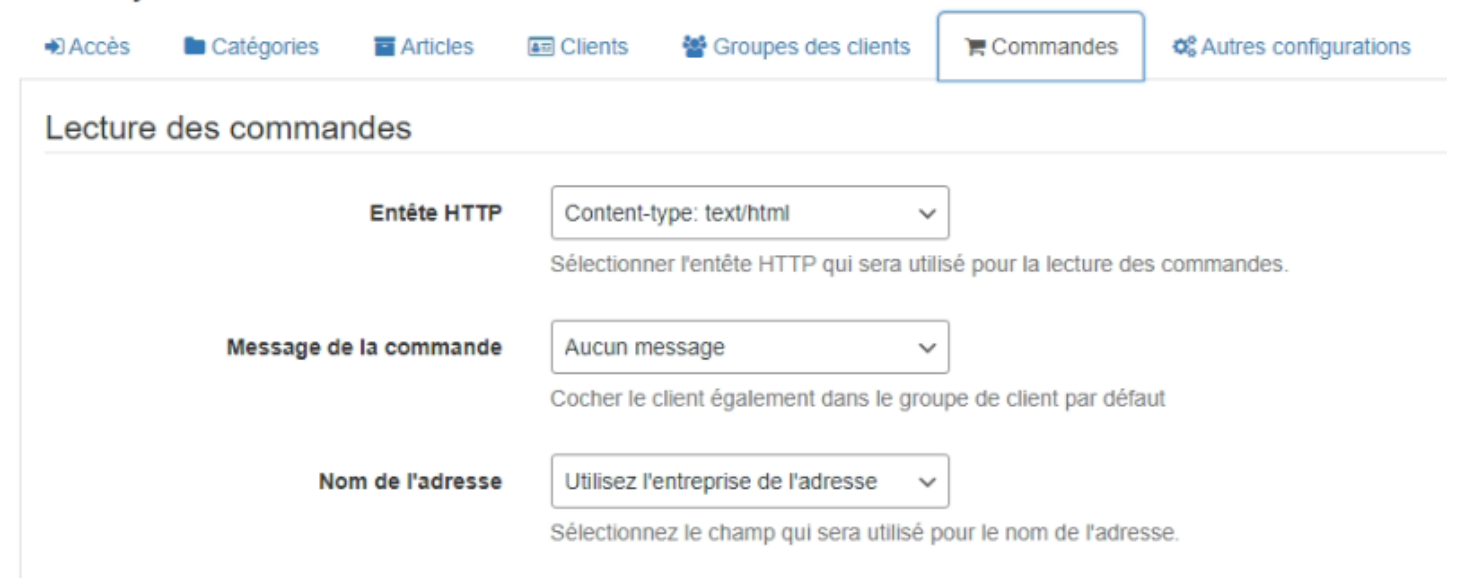 Accès Catégories Articles Clients Groupes des clients Commandes Autres configurations
Lecture des commandes
Entête HTTP Content-type: text/html
Sélectionner l'entête HTTP qui sera utilisé pour la lecture des commandes.
Message de la commande Aucun message
Cocher le client également dans le groupe de client par défaut
Nom de l'adresse Utilisez l'entreprise de l'adresse
Sélectionnez le champ qui sera utilisé pour le nom de l'adresse.